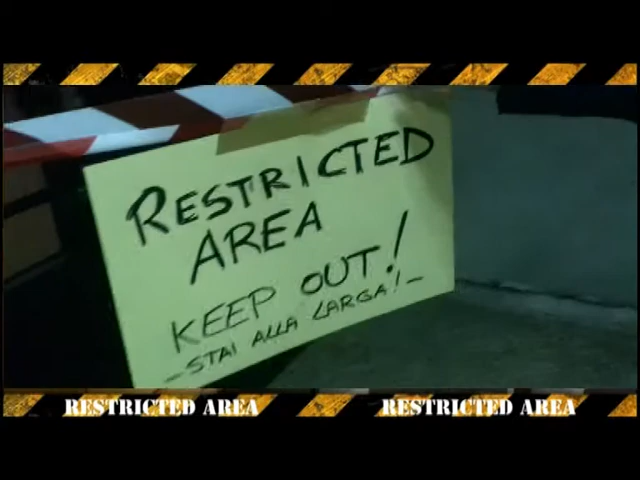 RESTRICTED
AREA
KEEP OUT!
-STAI ALLA LARGA!-
RESTRICTED AREA
RESTRICTED AREA